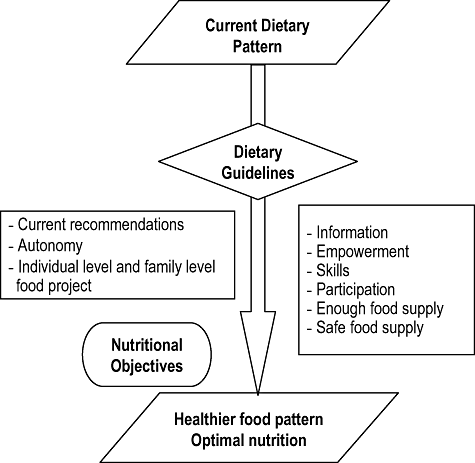 Current Dietary
Pattern
Dietary
Guidelines
- Current recommendations
- Autonomy
- Individual level and family level
food project
- Information
- Empowerment
- Skills
- Participation
- Enough food supply
- Safe food supply
Nutritional
Objectives
Healthier food pattern
Optimal nutrition